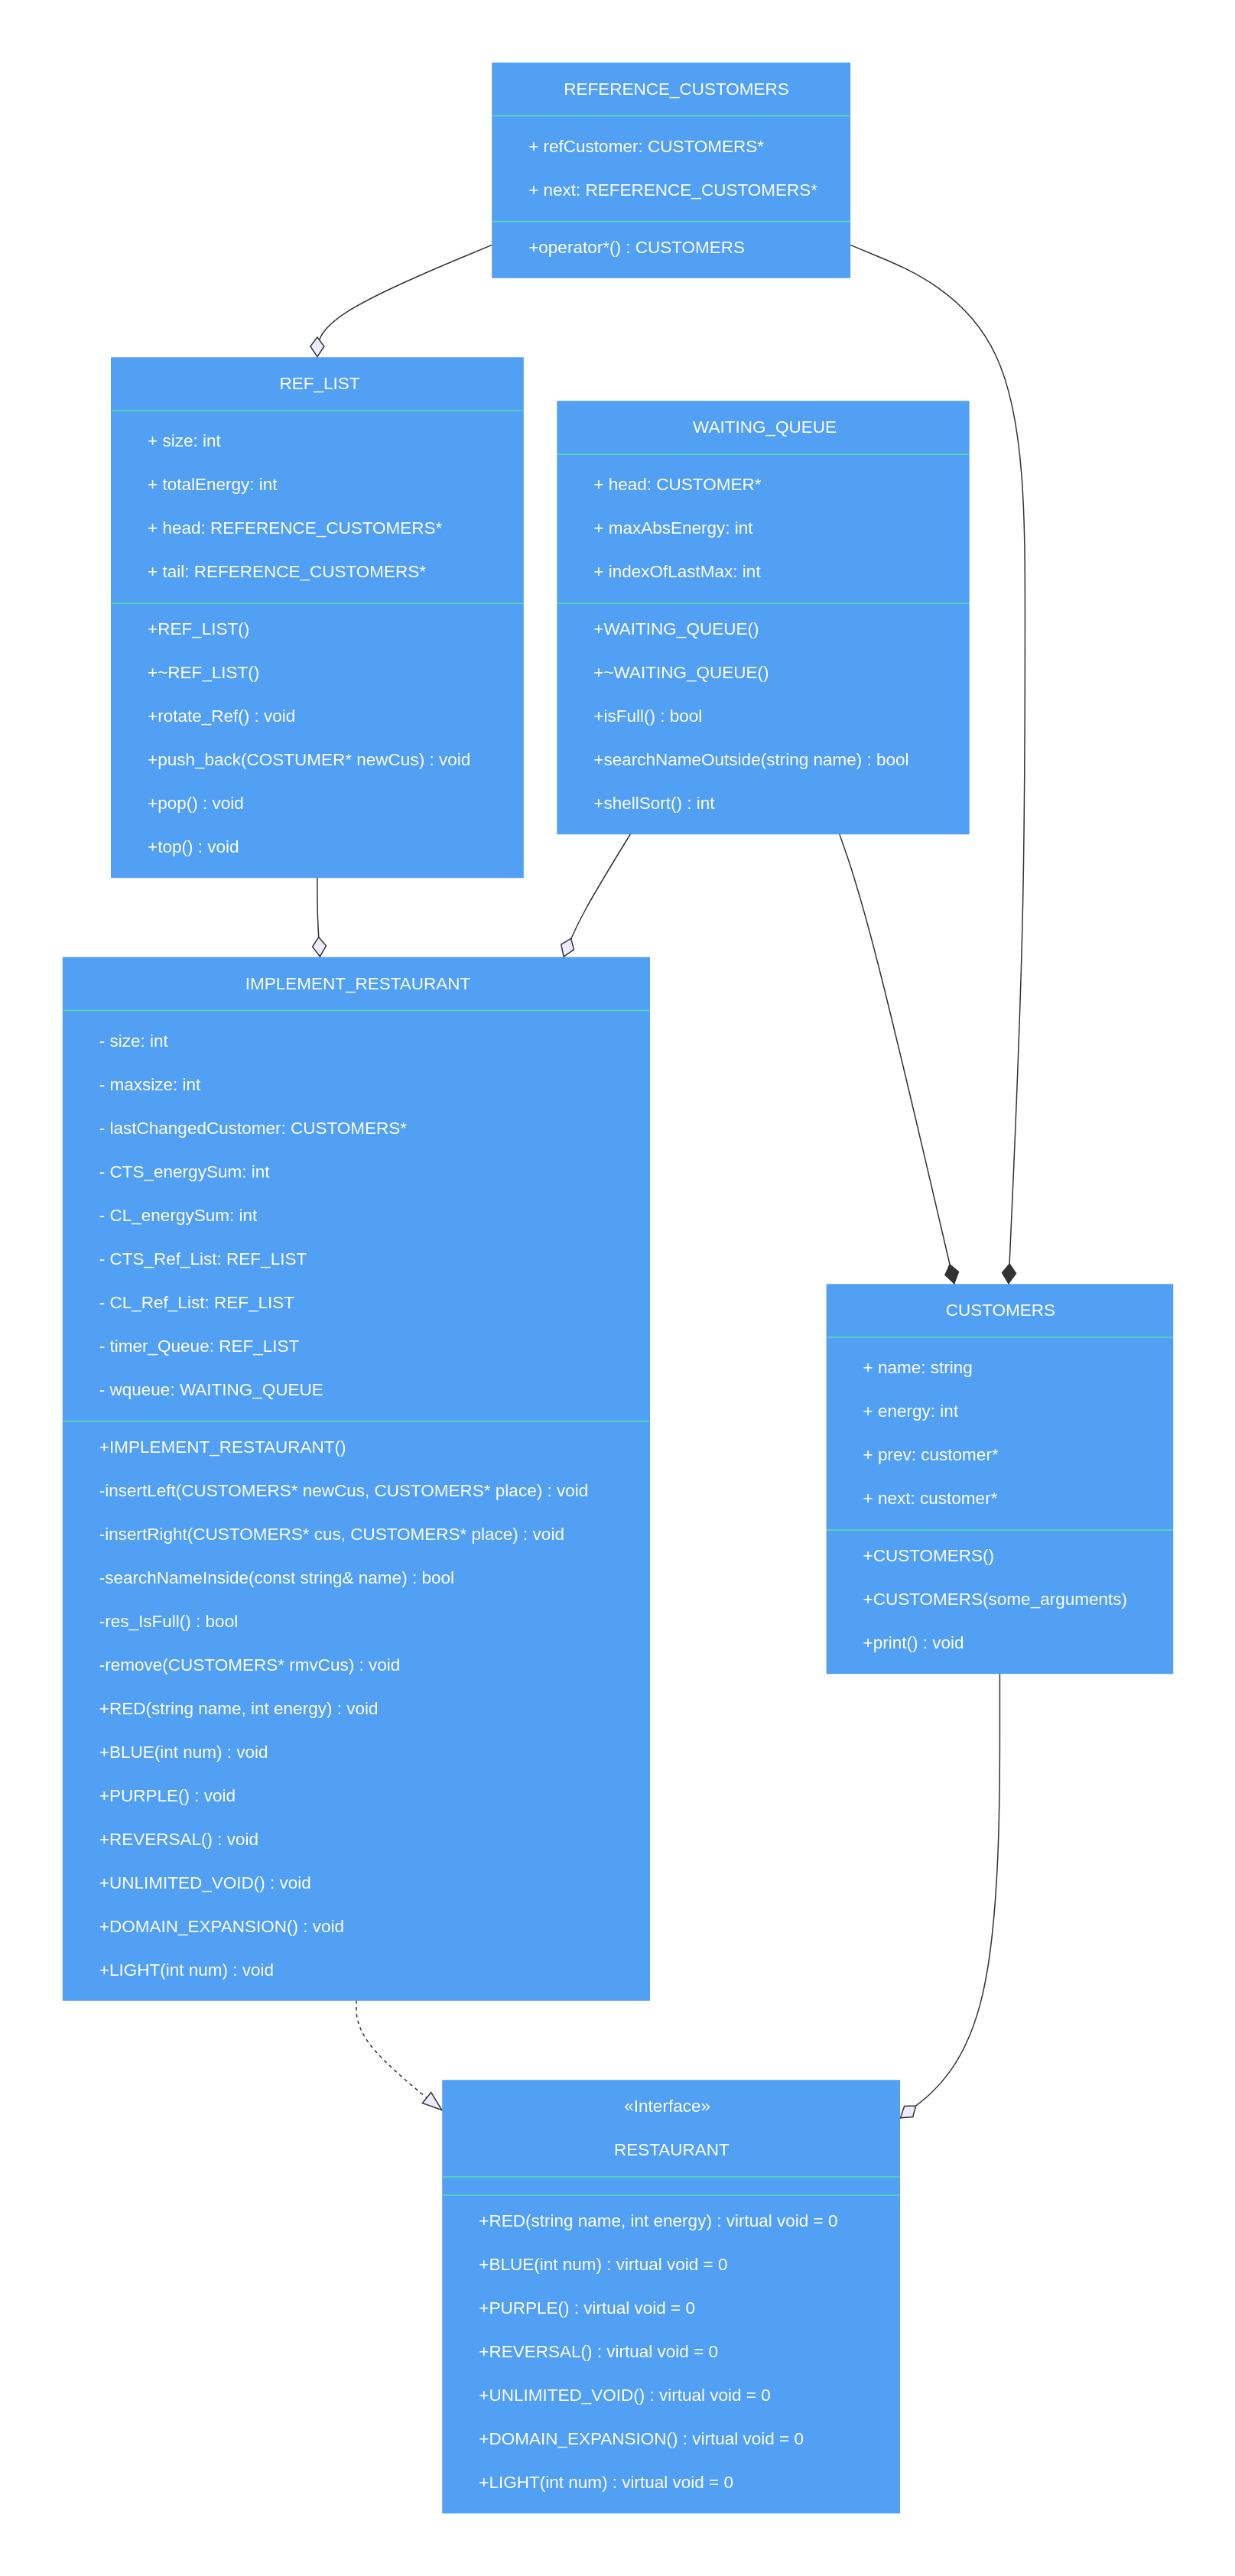 REFERENCE_CUSTOMERS
+ refCustomer: CUSTOMERS*
+ next: REFERENCE_CUSTOMERS*
+operator*() : CUSTOMERS
REF_LIST
+ size: int
+ totalEnergy: int
+ head: REFERENCE_CUSTOMERS*
+ tail: REFERENCE_CUSTOMERS*
+REF_LIST()
+~REF_LIST()
+rotate_Ref() : void
+push_back(COSTUMER* newCus) : void
+pop() : void
+top() : void
WAITING_QUEUE
+ head: CUSTOMER*
+ maxAbsEnergy: int
+ indexOfLastMax: int
+WAITING_QUEUE()
+~WAITING_QUEUE()
+isFull() : bool
+searchNameOutside(string name) : bool
+shellSort() : int
IMPLEMENT_RESTAURANT
- size: int
- maxsize: int
- lastChangedCustomer: CUSTOMERS*
- CTS_energySum: int
- CL_energySum: int
- CTS_Ref_List: REF_LIST
- CL_Ref_List: REF_LIST
- timer_Queue: REF_LIST
- wqueue: WAITING_QUEUE
+IMPLEMENT_RESTAURANT()
-insertLeft(CUSTOMERS* newCus, CUSTOMERS* place) : void
-insertRight(CUSTOMERS* cus, CUSTOMERS* place) : void
-searchNameInside(const string& name) : bool
-res_IsFull() : bool
-remove(CUSTOMERS* rmvCus) : void
+RED(string name, int energy) : void
+BLUE(int num) : void
+PURPLE() : void
+REVERSAL() : void
+UNLIMITED_VOID() : void
+DOMAIN_EXPANSION() : void
+LIGHT(int num) : void
CUSTOMERS
+ name: string
+ energy: int
+ prev: customer*
+ next: customer*
+CUSTOMERS()
+CUSTOMERS(some_arguments)
+print() : void
«Interface»
RESTAURANT
+RED(string name, int energy) : virtual void = 0
+BLUE(int num) : virtual void = 0
+PURPLE() : virtual void = 0
+REVERSAL() : virtual void = 0
+UNLIMITED_VOID() : virtual void = 0
+DOMAIN_EXPANSION() : virtual void = 0
+LIGHT(int num) : virtual void = 0